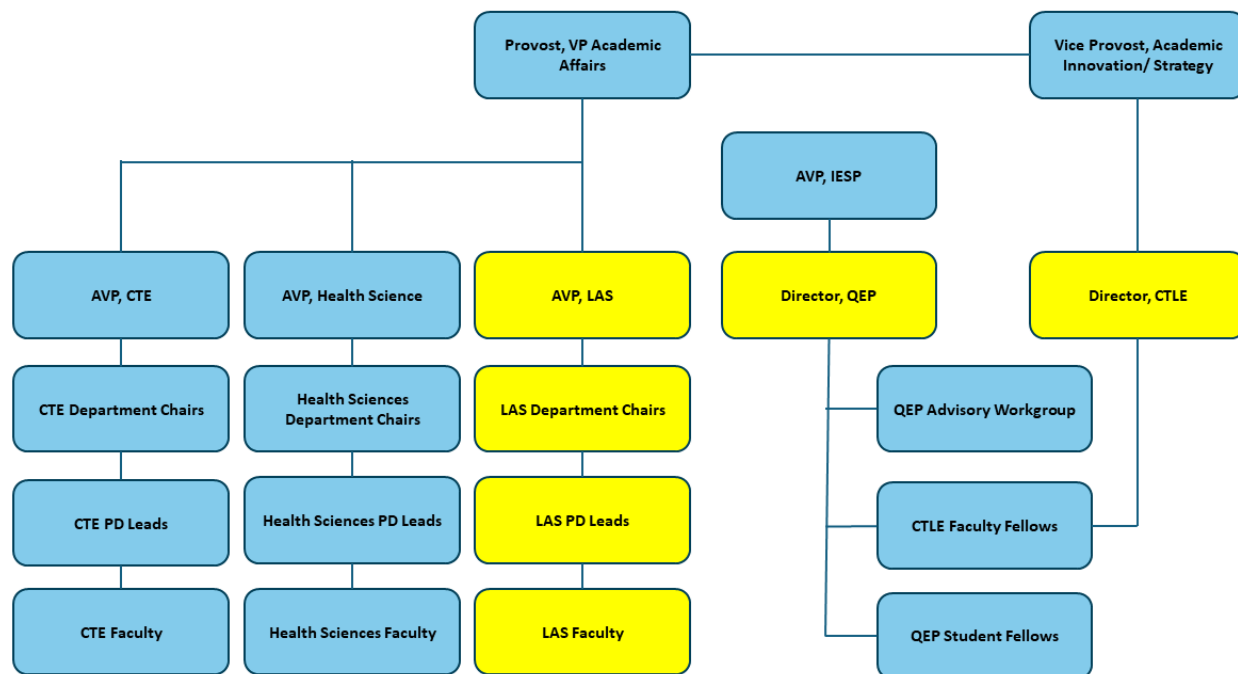 Provost, VP Academic
Affairs
Vice Provost, Academic
Innovation/ Strategy
AVP, IESP
AVP, CTE
AVP, Health Science
AVP, LAS
Director, QEP
Director, CTLE
CTE Department Chairs
Health Sciences
Department Chairs
LAS Department Chairs
QEP Advisory Workgroup
CTE PD Leads
Health Sciences PD Leads
LAS PD Leads
CTLE Faculty Fellows
CTE Faculty
Health Sciences Faculty
LAS Faculty
QEP Student Fellows